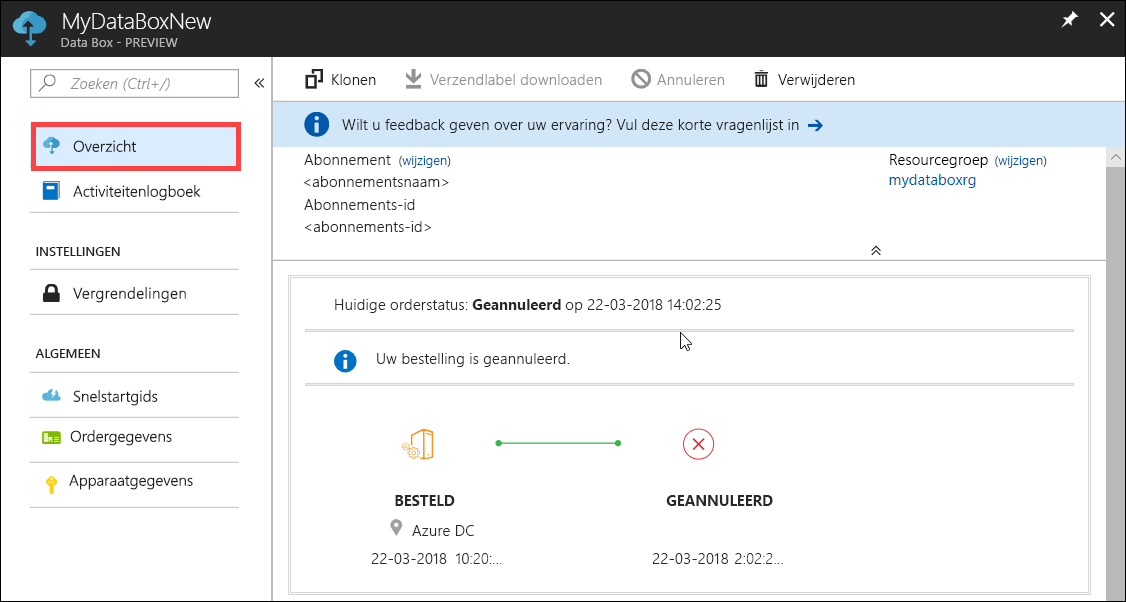 MyDataBoxNew
Data Box - PREVIEW
Zoeken (Ctrl+/)
Overzicht
Activiteitenlogboek
INSTELLINGEN
Vergrendelingen
ALGEMEEN
Snelstartgids
Ordergegevens
Apparaatgegevens
Klonen Verzendlabel downloaden Annuleren Verwijderen
Wilt u feedback geven over uw ervaring? Vul deze korte vragenlijst in →
Abonnement (wijzigen)
<abonnementsnaam>
Abonnements-id
<abonnements-id>
Resourcegroep (wijzigen)
mydataboxrg
Huidige orderstatus: Geannuleerd op 22-03-2018 14:02:25
Uw bestelling is geannuleerd.
BESTELD
Azure DC
22-03-2018 10:20:...
GEANNULEERD
22-03-2018 2:02:2...